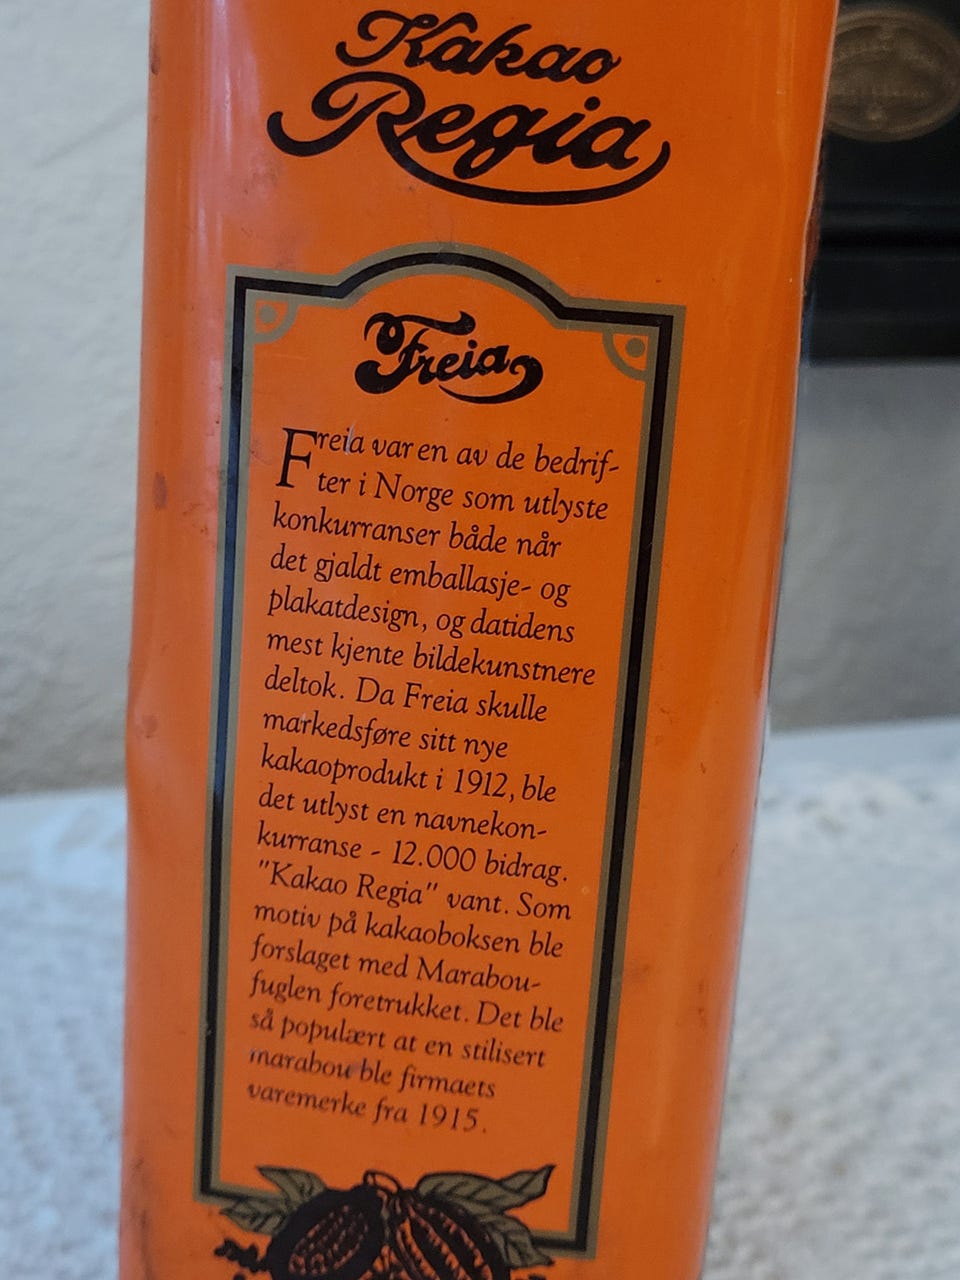 Kakao
Regia
Freia
Freia var en av de bedrif-
ter i Norge som utlyste
konkurranser både når
det gjaldt emballasje- og
plakatdesign, og datidens
mest kjente bildekunstnere
deltok. Da Freia skulle
markedsføre sitt nye
kakaoprodukt i 1912, ble
det utlyst en navnekon-
kurranse - 12.000 bidrag.
"Kakao Regia" vant. Som
motiv på kakaoboksen ble
forslaget med Marabou-
fuglen foretrukket. Det ble
så populært at en stilisert
marabou ble firmaets
varemerke fra 1915.